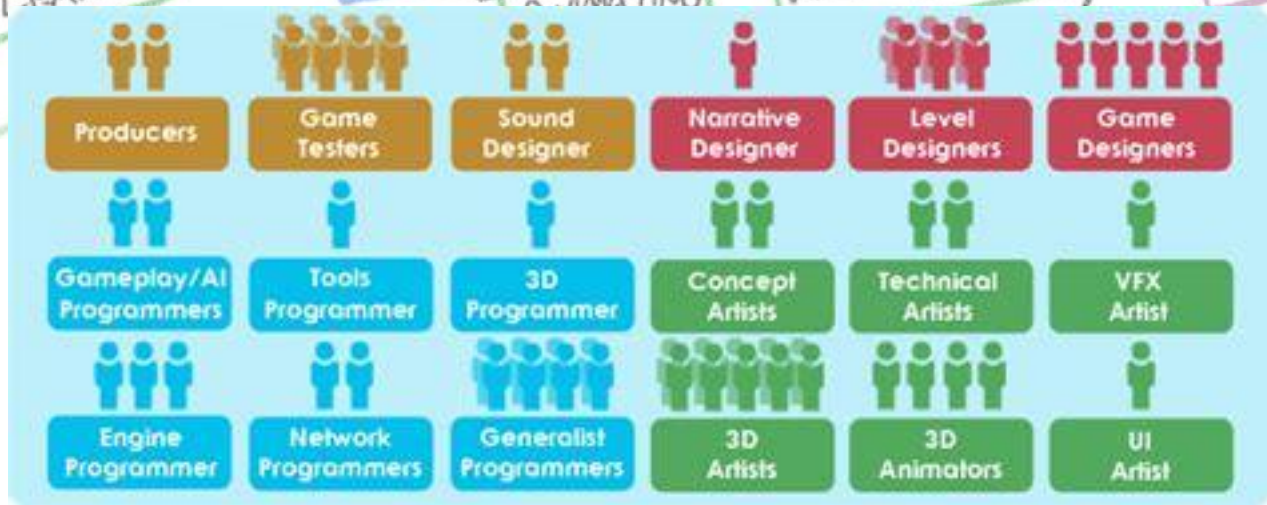 Producers
Game
Testers
Sound
Designer
Narrative
Designer
Level
Designers
Game
Designers
Gameplay/AI
Programmers
Tools
Programmer
3D
Programmer
Concept
Artists
Technical
Artists
VFX
Artist
Engine
Programmer
Network
Programmers
Generalist
Programmers
3D
Artists
3D
Animators
UI
Artist